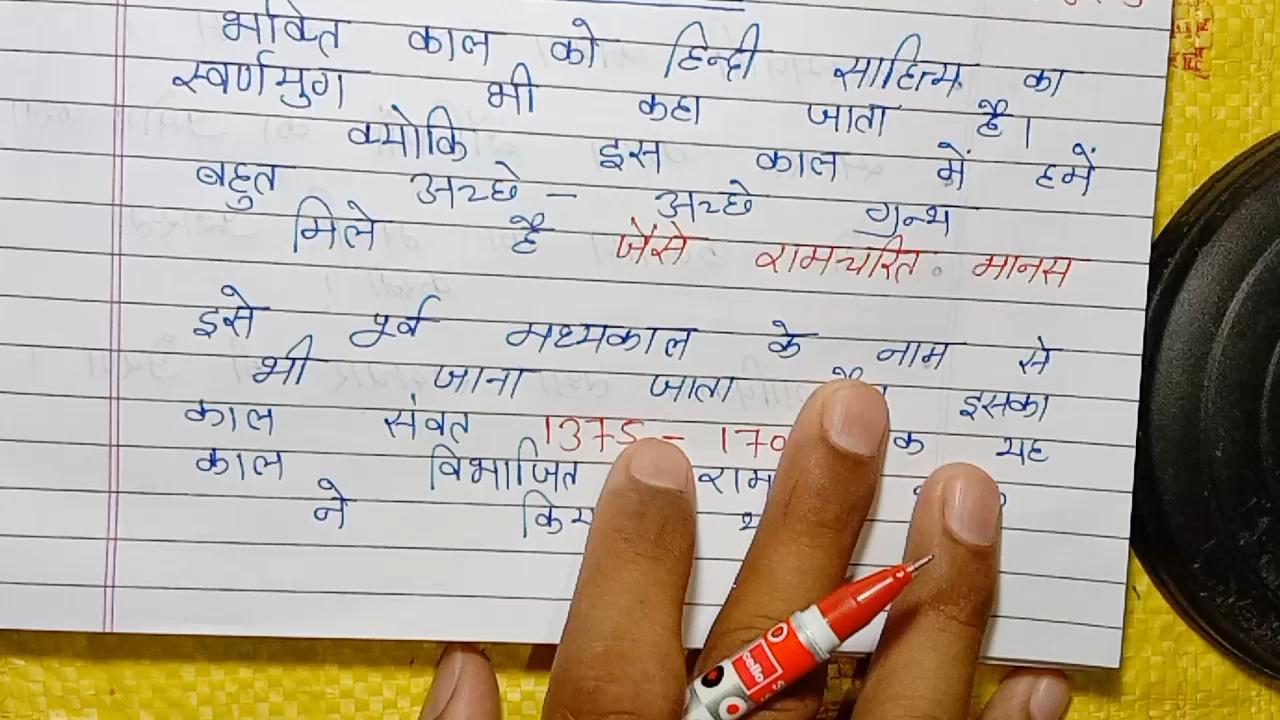 भक्ति काल को हिन्दी साहित्य का
स्वर्णयुग भी कहा जाता है।
क्योकि इस काल में हमें
बहुत अच्छे – अच्छे ग्रन्थ
मिले है जैसे रामचरित मानस
इसे पूर्व मध्यकाल के नाम से
भी जाना जाता है। इसका
काल संवत 1375 – 170 क यह
काल विभाजित राम
ने
cello